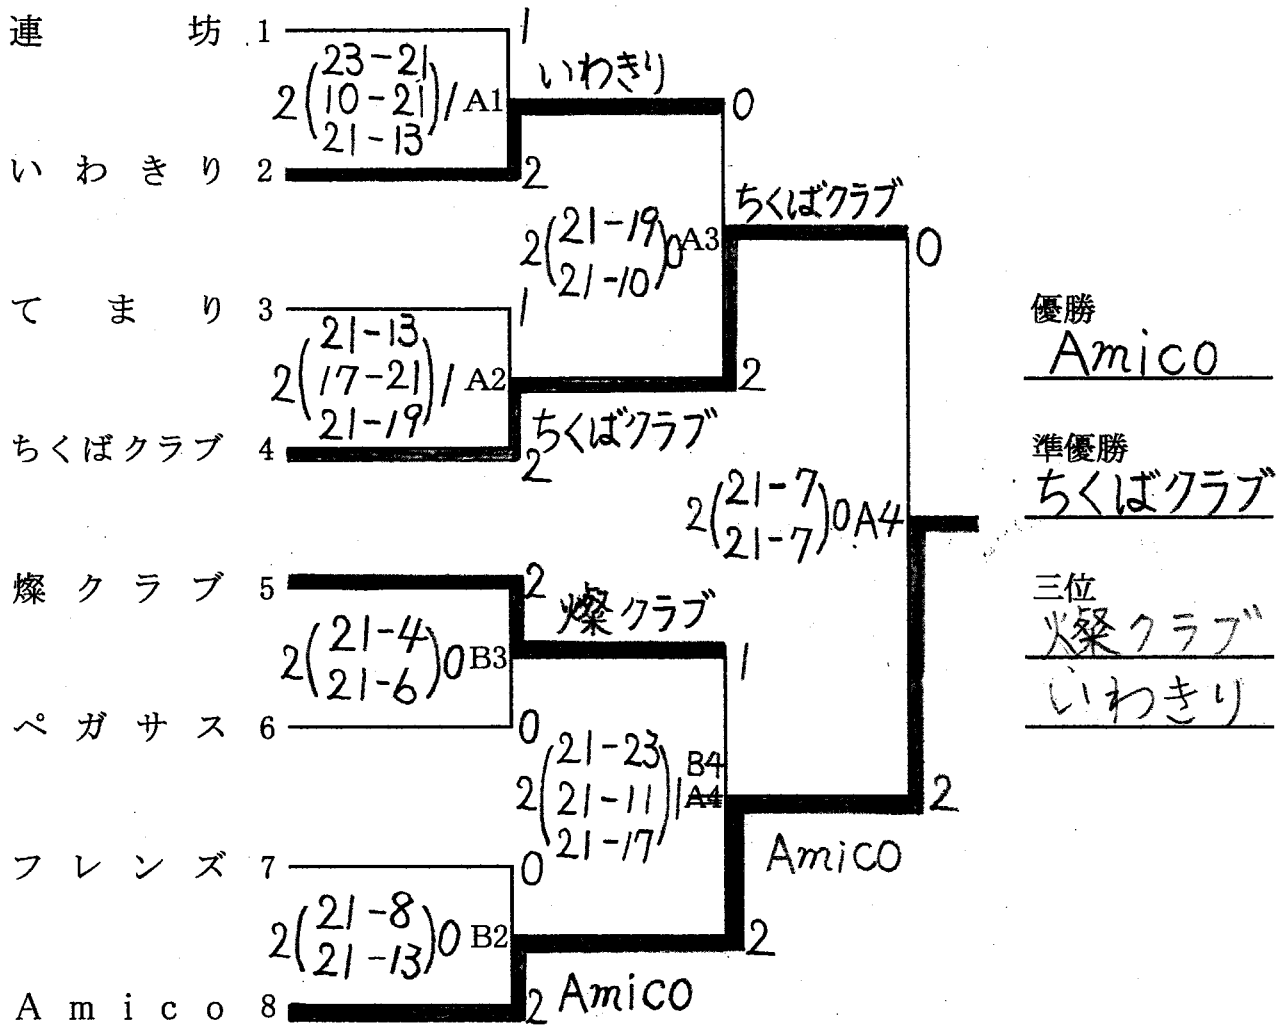 連坊 1
1
23-21
2 10-21 1 A1
21-13
いわきり
0
いわきり 2
2
ちくばクラブ
0
21-19
2 0 A3
21-10
てまり 3
1
21-13
2 17-21 1 A2
21-19
2
ちくばクラブ
ちくばクラブ 4
2
優勝
Amico
準優勝
ちくばクラブ
21-7
2 0 A4
21-7
三位
燦クラブ
いわきり
燦クラブ 5
2
燦クラブ
1
21-4
2 0 B3
21-6
ペガサス 6
0
21-23
2 21-11 1 B4
A4
21-17
2
Amico
フレンズ 7
0
21-8
2 0 B2
21-13
2
Amico
Amico 8
2